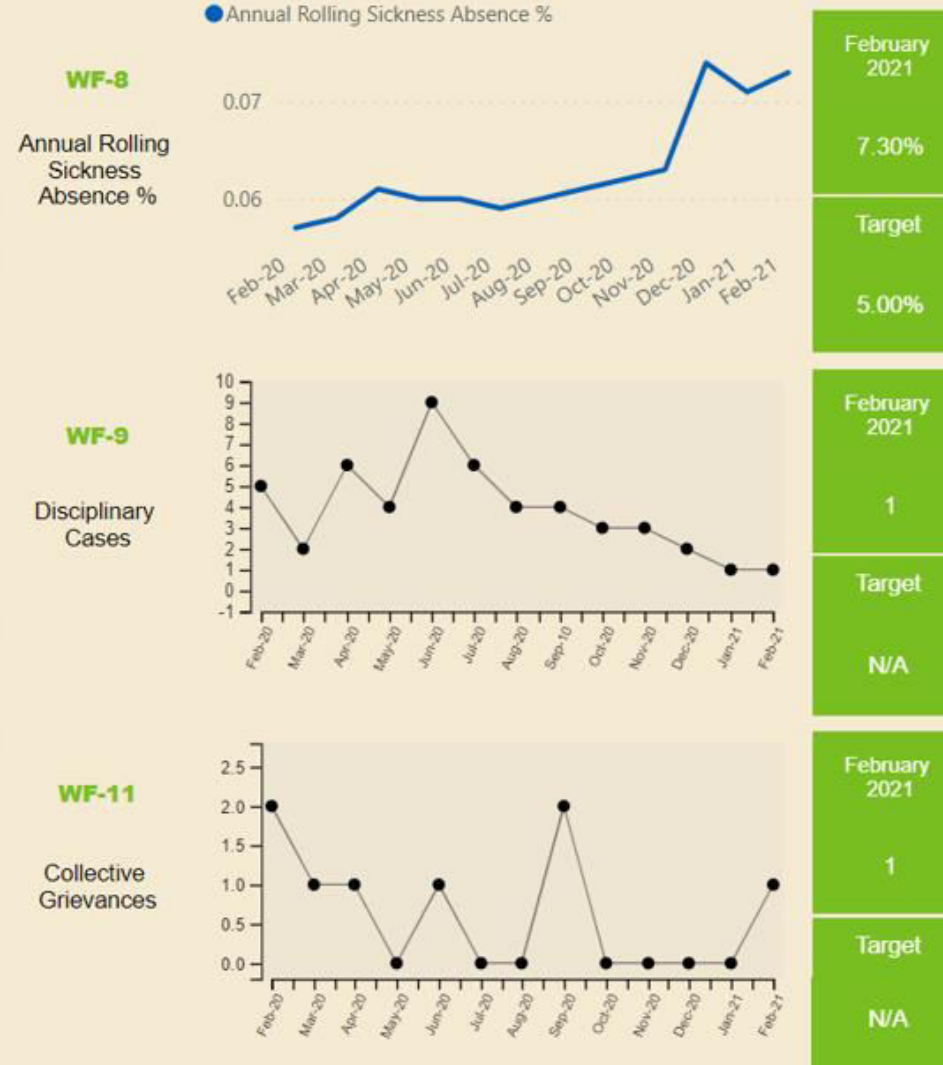 Annual Rolling Sickness Absence %
WF-8
Annual Rolling
Sickness
Absence %
0.07
0.06
Feb-20
Mar-20
Apr-20
May-20
Jun-20
Jul-20
Aug-20
Sep-20
Oct-20
Nov-20
Dec-20
Jan-21
Feb-21
February
2021
7.30%
Target
5.00%
WF-9
Disciplinary
Cases
10
9
8
7
6
5
4
3
2
1
0
-1
Feb-20
Mar-20
Apr-20
May-20
Jun-20
Jul-20
Aug-20
Sep-10
Oct-20
Nov-20
Dec-20
Jan-21
Feb-21
February
2021
1
Target
N/A
WF-11
Collective
Grievances
2.5
2.0
1.5
1.0
0.5
0.0
Feb-20
Mar-20
Apr-20
May-20
Jun-20
Jul-20
Aug-20
Sep-20
Oct-20
Nov-20
Dec-20
Jan-21
Feb-21
February
2021
1
Target
N/A